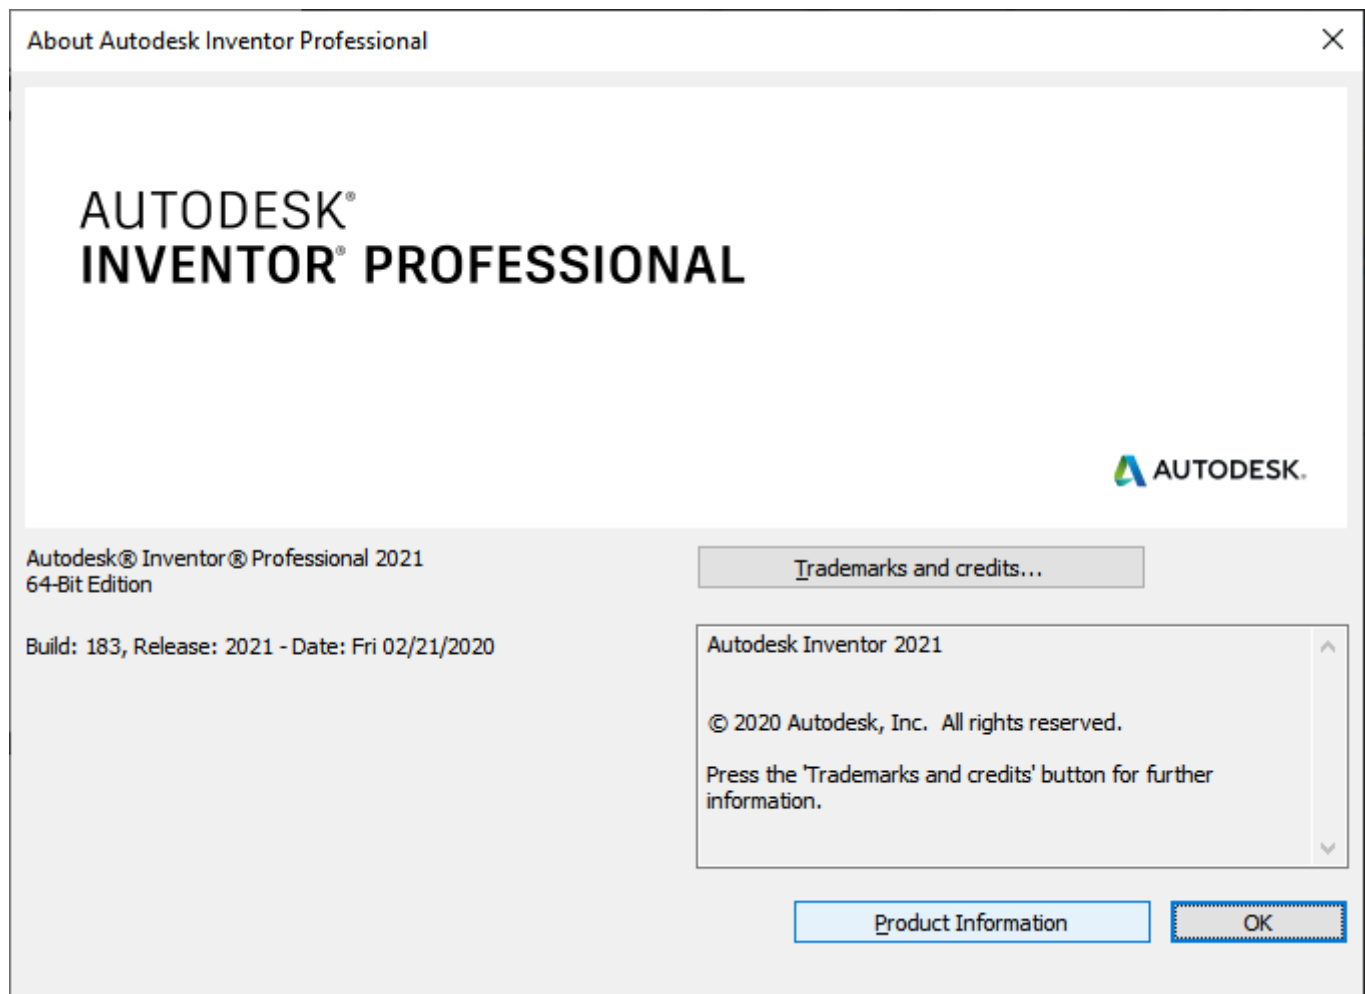 About Autodesk Inventor Professional
AUTODESK®
INVENTOR® PROFESSIONAL
AUTODESK.
Autodesk® Inventor® Professional 2021
64-Bit Edition
Trademarks and credits...
Build: 183, Release: 2021 - Date: Fri 02/21/2020
Autodesk Inventor 2021
© 2020 Autodesk, Inc.  All rights reserved.
Press the 'Trademarks and credits' button for further
information.
Product Information
OK